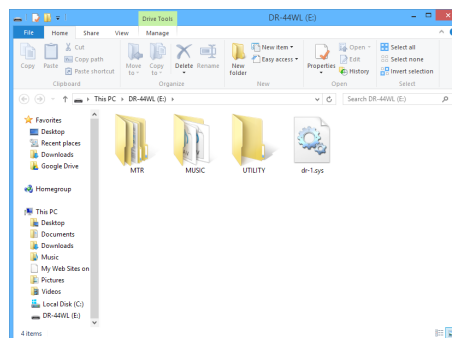 Drive Tools
DR-44WL (E:)
File Home Share View Manage
Copy
Paste
Cut
Copy path
Paste shortcut
Clipboard
Move to
Copy to
Delete
Rename
Organize
New folder
New item
Easy access
New
Properties
Open
Edit
History
Open
Select all
Select none
Invert selection
Select
This PC DR-44WL (E:)
Search DR-44WL (E:)
Favorites
Desktop
Recent places
Downloads
Google Drive
Homegroup
This PC
Desktop
Documents
Downloads
Music
My Web Sites on
Pictures
Videos
Local Disk (C:)
DR-44WL (E:)
MTR
MUSIC
UTILITY
dr-1.sys
4 items